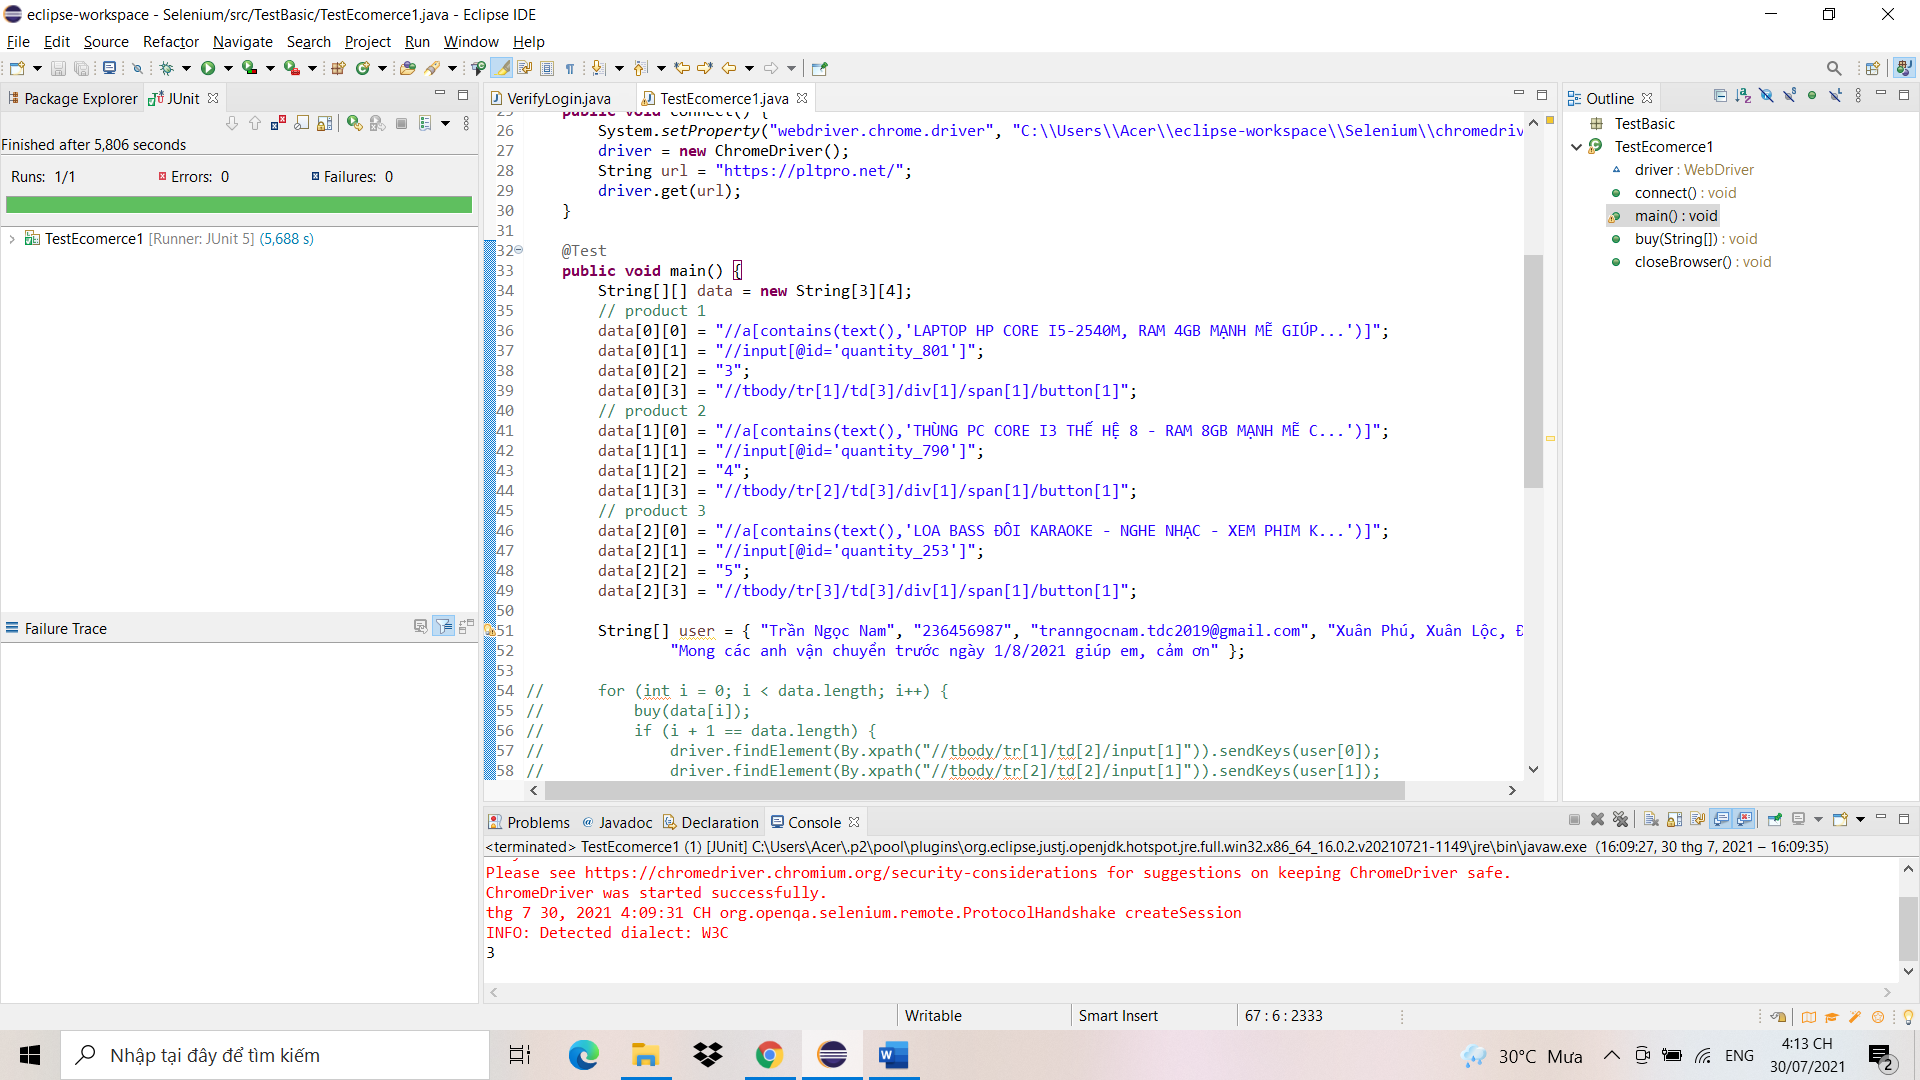 eclipse-workspace - Selenium/src/TestBasic/TestEcomerce1.java - Eclipse IDE
File Edit Source Refactor Navigate Search Project Run Window Help
Package Explorer JUnit
Finished after 5,806 seconds
Runs: 1/1 Errors: 0 Failures: 0
TestEcomerce1 [Runner: JUnit 5] (5,688 s)
Failure Trace
VerifyLogin.java TestEcomerce1.java
25 public void connect() {
26 System.setProperty("webdriver.chrome.driver", "C:\\Users\\Acer\\eclipse-workspace\\Selenium\\chromedriv
27 driver = new ChromeDriver();
28 String url = "https://pltpro.net/";
29 driver.get(url);
30 }
31
32 @Test
33 public void main() {
34 String[][] data = new String[3][4];
35 // product 1
36 data[0][0] = "//a[contains(text(),'LAPTOP HP CORE I5-2540M, RAM 4GB MẠNH MẼ GIÚP...')]";
37 data[0][1] = "//input[@id='quantity_801']";
38 data[0][2] = "3";
39 data[0][3] = "//tbody/tr[1]/td[3]/div[1]/span[1]/button[1]";
40 // product 2
41 data[1][0] = "//a[contains(text(),'THÙNG PC CORE I3 THẾ HỆ 8 - RAM 8GB MẠNH MẼ C...')]";
42 data[1][1] = "//input[@id='quantity_790']";
43 data[1][2] = "4";
44 data[1][3] = "//tbody/tr[2]/td[3]/div[1]/span[1]/button[1]";
45 // product 3
46 data[2][0] = "//a[contains(text(),'LOA BASS ĐÔI KARAOKE - NGHE NHẠC - XEM PHIM K...')]";
47 data[2][1] = "//input[@id='quantity_253']";
48 data[2][2] = "5";
49 data[2][3] = "//tbody/tr[3]/td[3]/div[1]/span[1]/button[1]";
50
51 String[] user = { "Trần Ngọc Nam", "236456987", "tranngocnam.tdc2019@gmail.com", "Xuân Phú, Xuân Lộc, Đ
52 "Mong các anh vận chuyển trước ngày 1/8/2021 giúp em, cảm ơn" };
53
54 // for (int i = 0; i < data.length; i++) {
55 // buy(data[i]);
56 // if (i + 1 == data.length) {
57 // driver.findElement(By.xpath("//tbody/tr[1]/td[2]/input[1]")).sendKeys(user[0]);
58 // driver.findElement(By.xpath("//tbody/tr[2]/td[2]/input[1]")).sendKeys(user[1]);
Outline
TestBasic
TestEcomerce1
driver : WebDriver
connect() : void
main() : void
buy(String[]) : void
closeBrowser() : void
Problems Javadoc Declaration Console
<terminated> TestEcomerce1 (1) [JUnit] C:\Users\Acer\.p2\pool\plugins\org.eclipse.justj.openjdk.hotspot.jre.full.win32.x86_64_16.0.2.v20210721-1149\jre\bin\javaw.exe (16:09:27, 30 thg 7, 2021 – 16:09:35)
Please see https://chromedriver.chromium.org/security-considerations for suggestions on keeping ChromeDriver safe.
ChromeDriver was started successfully.
thg 7 30, 2021 4:09:31 CH org.openqa.selenium.remote.ProtocolHandshake createSession
INFO: Detected dialect: W3C
3
Writable Smart Insert 67 : 6 : 2333
Nhập tại đây để tìm kiếm
30°C Mưa ENG 4:13 CH
30/07/2021
2